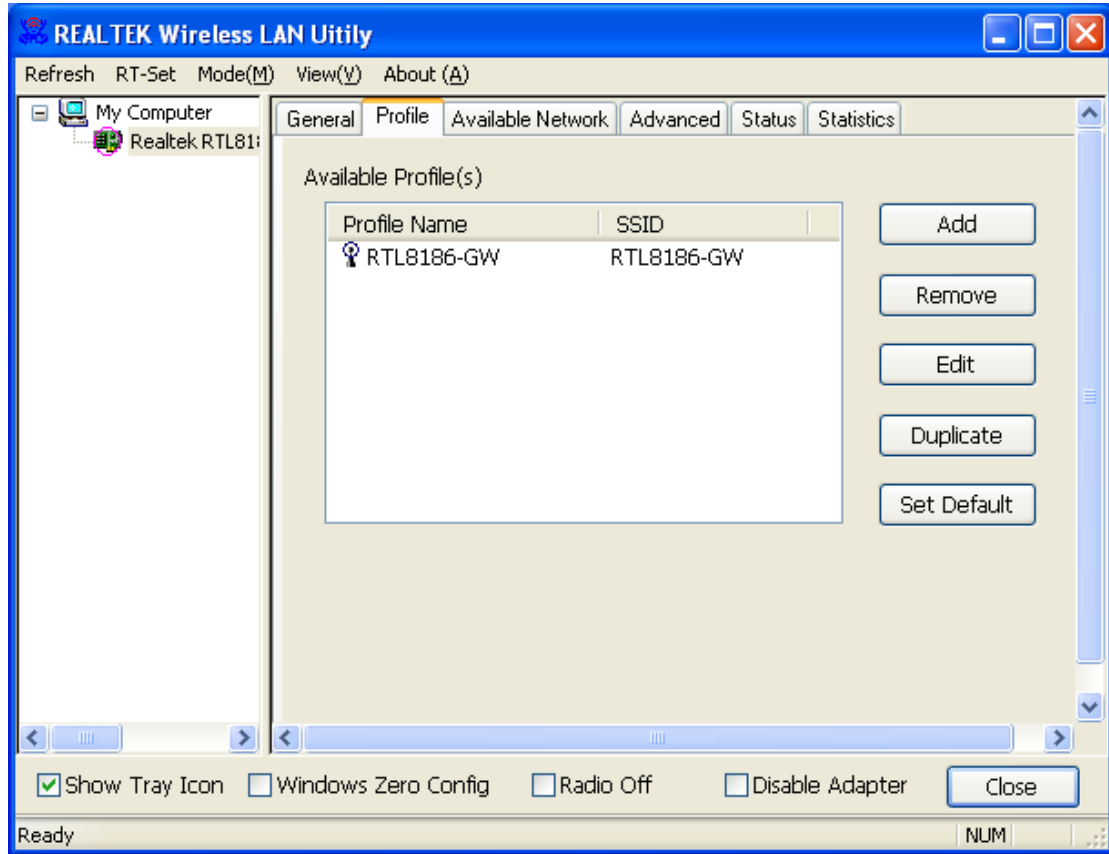 REALTEK Wireless LAN Uitily
Refresh RT-Set Mode(M) View(V) About (A)
My Computer
Realtek RTL818
General Profile Available Network Advanced Status Statistics
Available Profile(s)
Profile Name SSID
RTL8186-GW RTL8186-GW
Add
Remove
Edit
Duplicate
Set Default
Show Tray Icon Windows Zero Config Radio Off Disable Adapter Close
Ready NUM